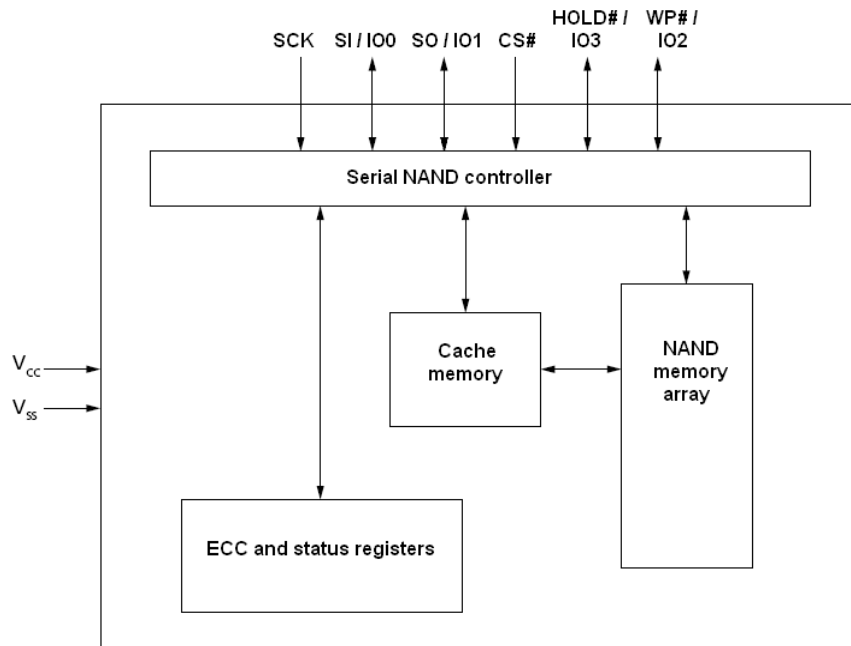 HOLD# / WP# /
SCK SI / IO0 SO / IO1 CS# IO3 IO2
Serial NAND controller
Cache
memory
NAND
memory
array
Vcc
Vss
ECC and status registers